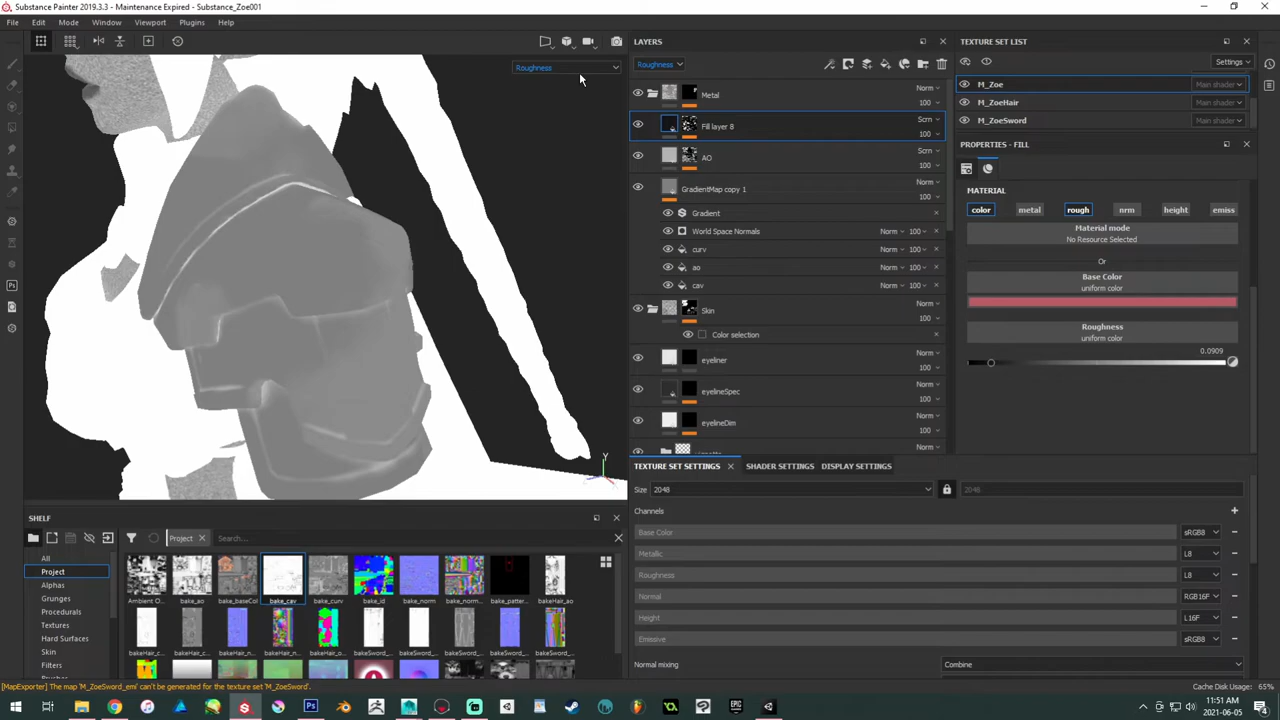 Substance Painter 2019.3.3 - Maintenance Expired - Substance_Zoe001
File Edit Mode Window Viewport Plugins Help
Roughness
LAYERS
Roughness
Metal Norm 100
Fill layer 8 Scrn 100
AO Scrn 100
GradientMap copy 1 Norm 100
Gradient
World Space Normals Norm 100
curv Norm 100
ao Norm 100
cav Norm 100
Skin Norm 100
Color selection
eyeliner Norm 100
eyelineSpec Norm 100
eyelineDim Norm 100
TEXTURE SET LIST
Settings
M_Zoe Main shader
M_ZoeHair Main shader
M_ZoeSword Main shader
PROPERTIES - FILL
MATERIAL
color metal rough nrm height emiss
Material mode
No Resource Selected
Or
Base Color
uniform color
Roughness
uniform color
0.0909
TEXTURE SET SETTINGS SHADER SETTINGS DISPLAY SETTINGS
Size 2048 2048
Channels
Base Color sRGB8
Metallic L8
Roughness L8
Normal RGB16F
Height L16F
Emissive sRGB8
Normal mixing Combine
Y
SHELF
Project Search...
All
Project
Alphas
Grunges
Procedurals
Textures
Hard Surfaces
Skin
Filters
Ambient O... bake_ao bake_baseCol bake_cav bake_curv bake_id bake_norm bake_norm... bake_patter... bakeHair_ao
bakeHair_c... bakeHair_c... bakeHair_n... bakeHair_n... bakeSword_...
[MapExporter] The map 'M_ZoeSword_emi' can't be generated for the texture set 'M_ZoeSword'.
Cache Disk Usage: 65%
11:51 AM
2021-06-05